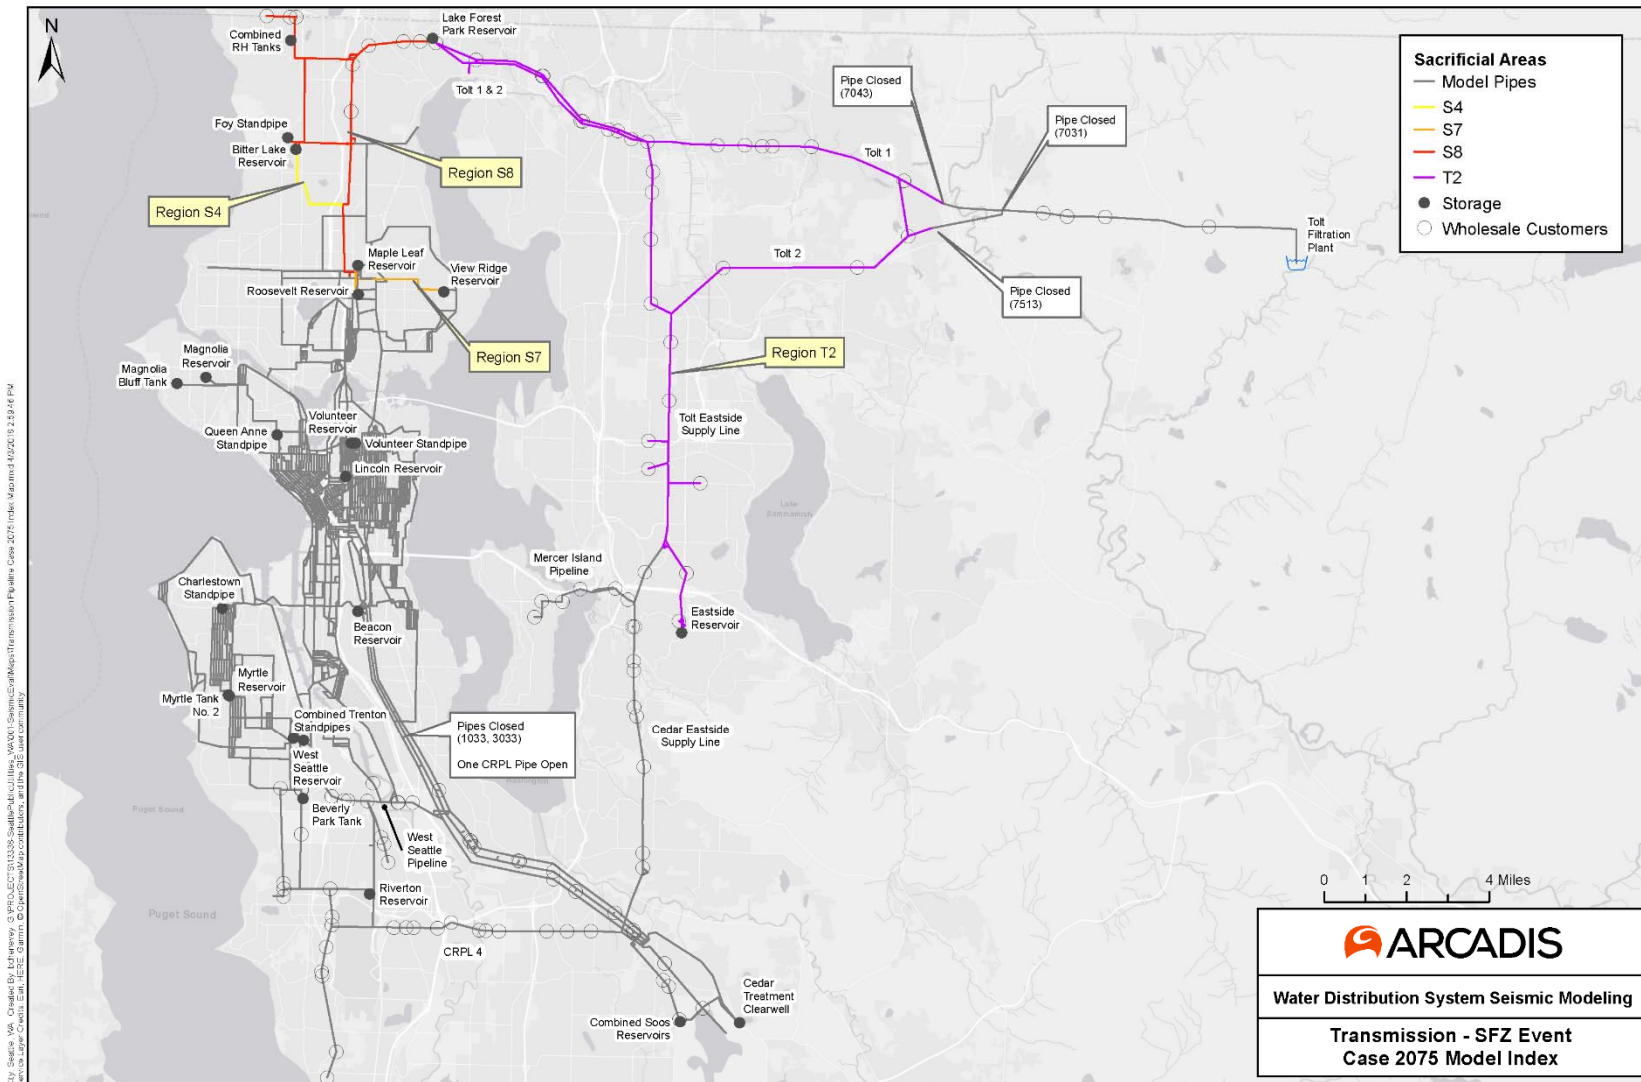 N
Combined
RH Tanks
Lake Forest
Park Reservoir
Tolt 1 & 2
Foy Standpipe
Bitter Lake
Reservoir
Region S4
Region S8
Pipe Closed
(7043)
Pipe Closed
(7031)
Tolt 1
Tolt 2
Pipe Closed
(7513)
Tolt
Filtration
Plant
Sacrificial Areas
Model Pipes
S4
S7
S8
T2
Storage
Wholesale Customers
Maple Leaf
Reservoir
View Ridge
Reservoir
Roosevelt Reservoir
Region S7
Region T2
Magnolia
Reservoir
Magnolia
Bluff Tank
Volunteer
Reservoir
Queen Anne
Standpipe
Volunteer Standpipe
Lincoln Reservoir
Tolt Eastside
Supply Line
Lake
Sammamish
Mercer Island
Pipeline
Charlestown
Standpipe
Beacon
Reservoir
Eastside
Reservoir
Myrtle
Reservoir
Myrtle Tank
No. 2
Combined Trenton
Standpipes
West
Seattle
Reservoir
Pipes Closed
(1033, 3033)
One CRPL Pipe Open
Cedar Eastside
Supply Line
Puget Sound
Beverly
Park Tank
West
Seattle
Pipeline
Riverton
Reservoir
Puget Sound
CRPL 4
Combined Soos
Reservoirs
Cedar
Treatment
Clearwell
0 1 2 4 Miles
ARCADIS
Water Distribution System Seismic Modeling
Transmission - SFZ Event
Case 2075 Model Index